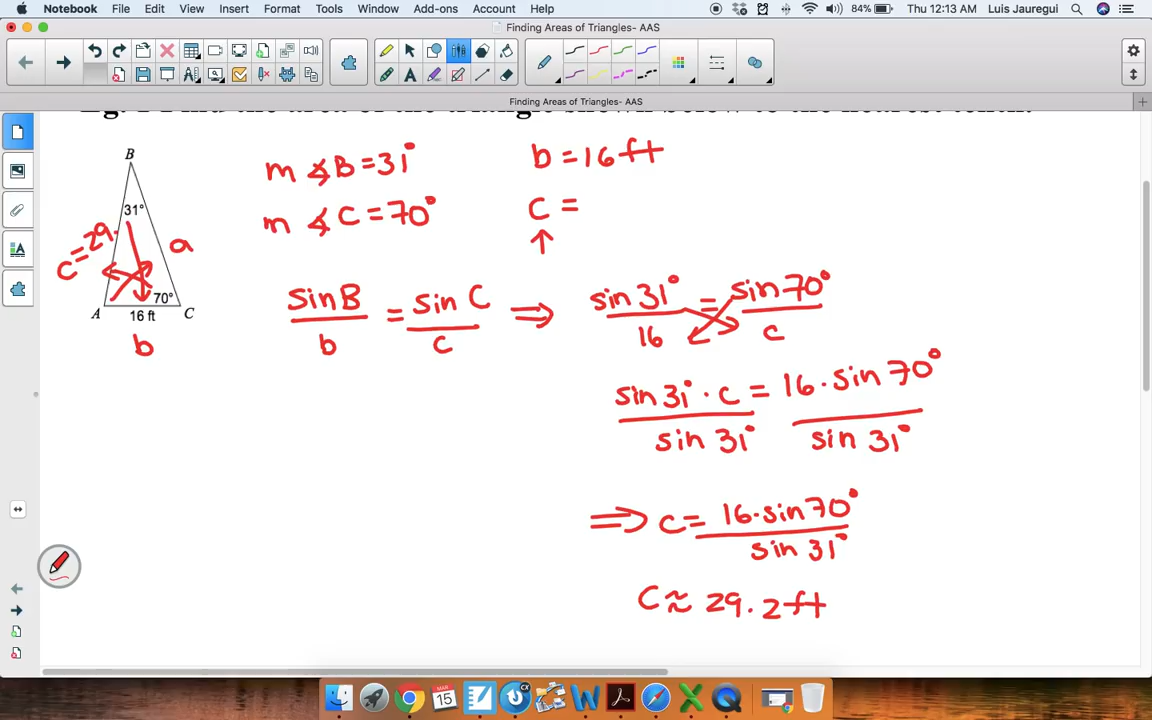 Notebook File Edit View Insert Format Tools Window Add-ons Account Help 84% Thu 12:13 AM Luis Jauregui
Finding Areas of Triangles- AAS
Finding Areas of Triangles- AAS
m ∡B = 31°
b = 16 ft
m ∡C = 70°
c =
↑
B
31°
c = 29.
a
70°
A
16 ft
C
b
sin B / b = sin C / c ⇒ sin 31° / 16 = sin 70° / c
sin 31° · c / sin 31° = 16 · sin 70° / sin 31°
⇒ c = 16 · sin 70° / sin 31°
C ≈ 29.2 ft
MAR
15